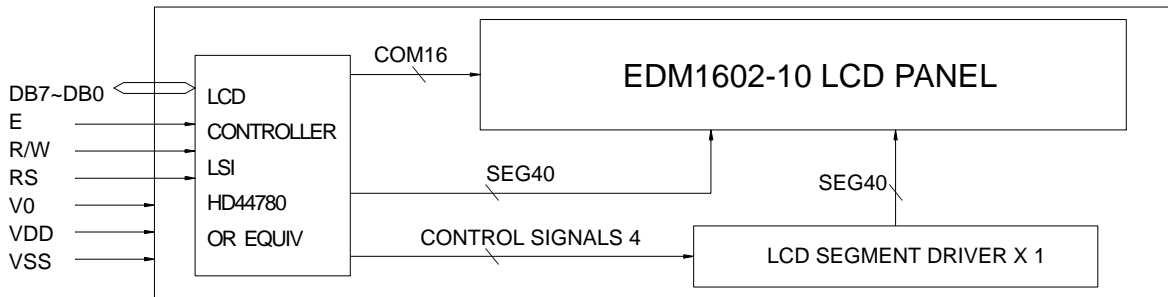 COM16
EDM1602-10 LCD PANEL
DB7~DB0
E
R/W
RS
V0
VDD
VSS
LCD
CONTROLLER
LSI
HD44780
OR EQUIV
SEG40
SEG40
CONTROL SIGNALS 4
LCD SEGMENT DRIVER X 1